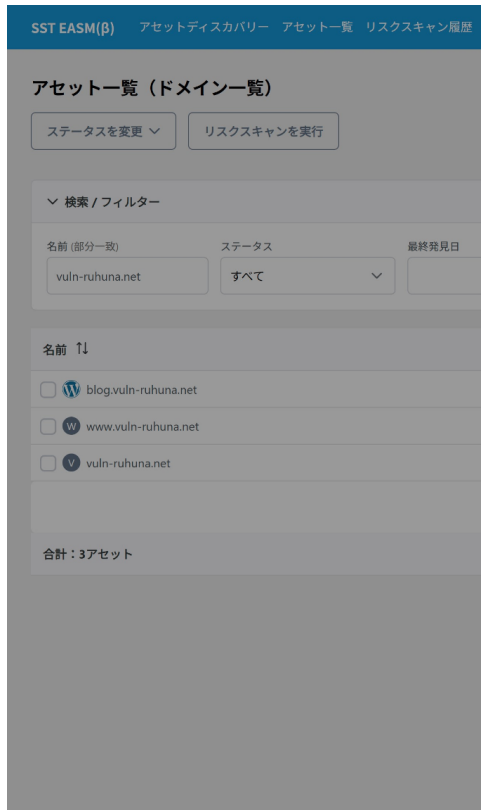 SST EASM(β) アセットディスカバリー アセット一覧 リスクスキャン履歴
アセット一覧（ドメイン一覧）
ステータスを変更 リスクスキャンを実行
検索 / フィルター
名前 (部分一致) ステータス 最終発見日
vuln-ruhuna.net すべて
名前
blog.vuln-ruhuna.net
W www.vuln-ruhuna.net
V vuln-ruhuna.net
合計：3アセット